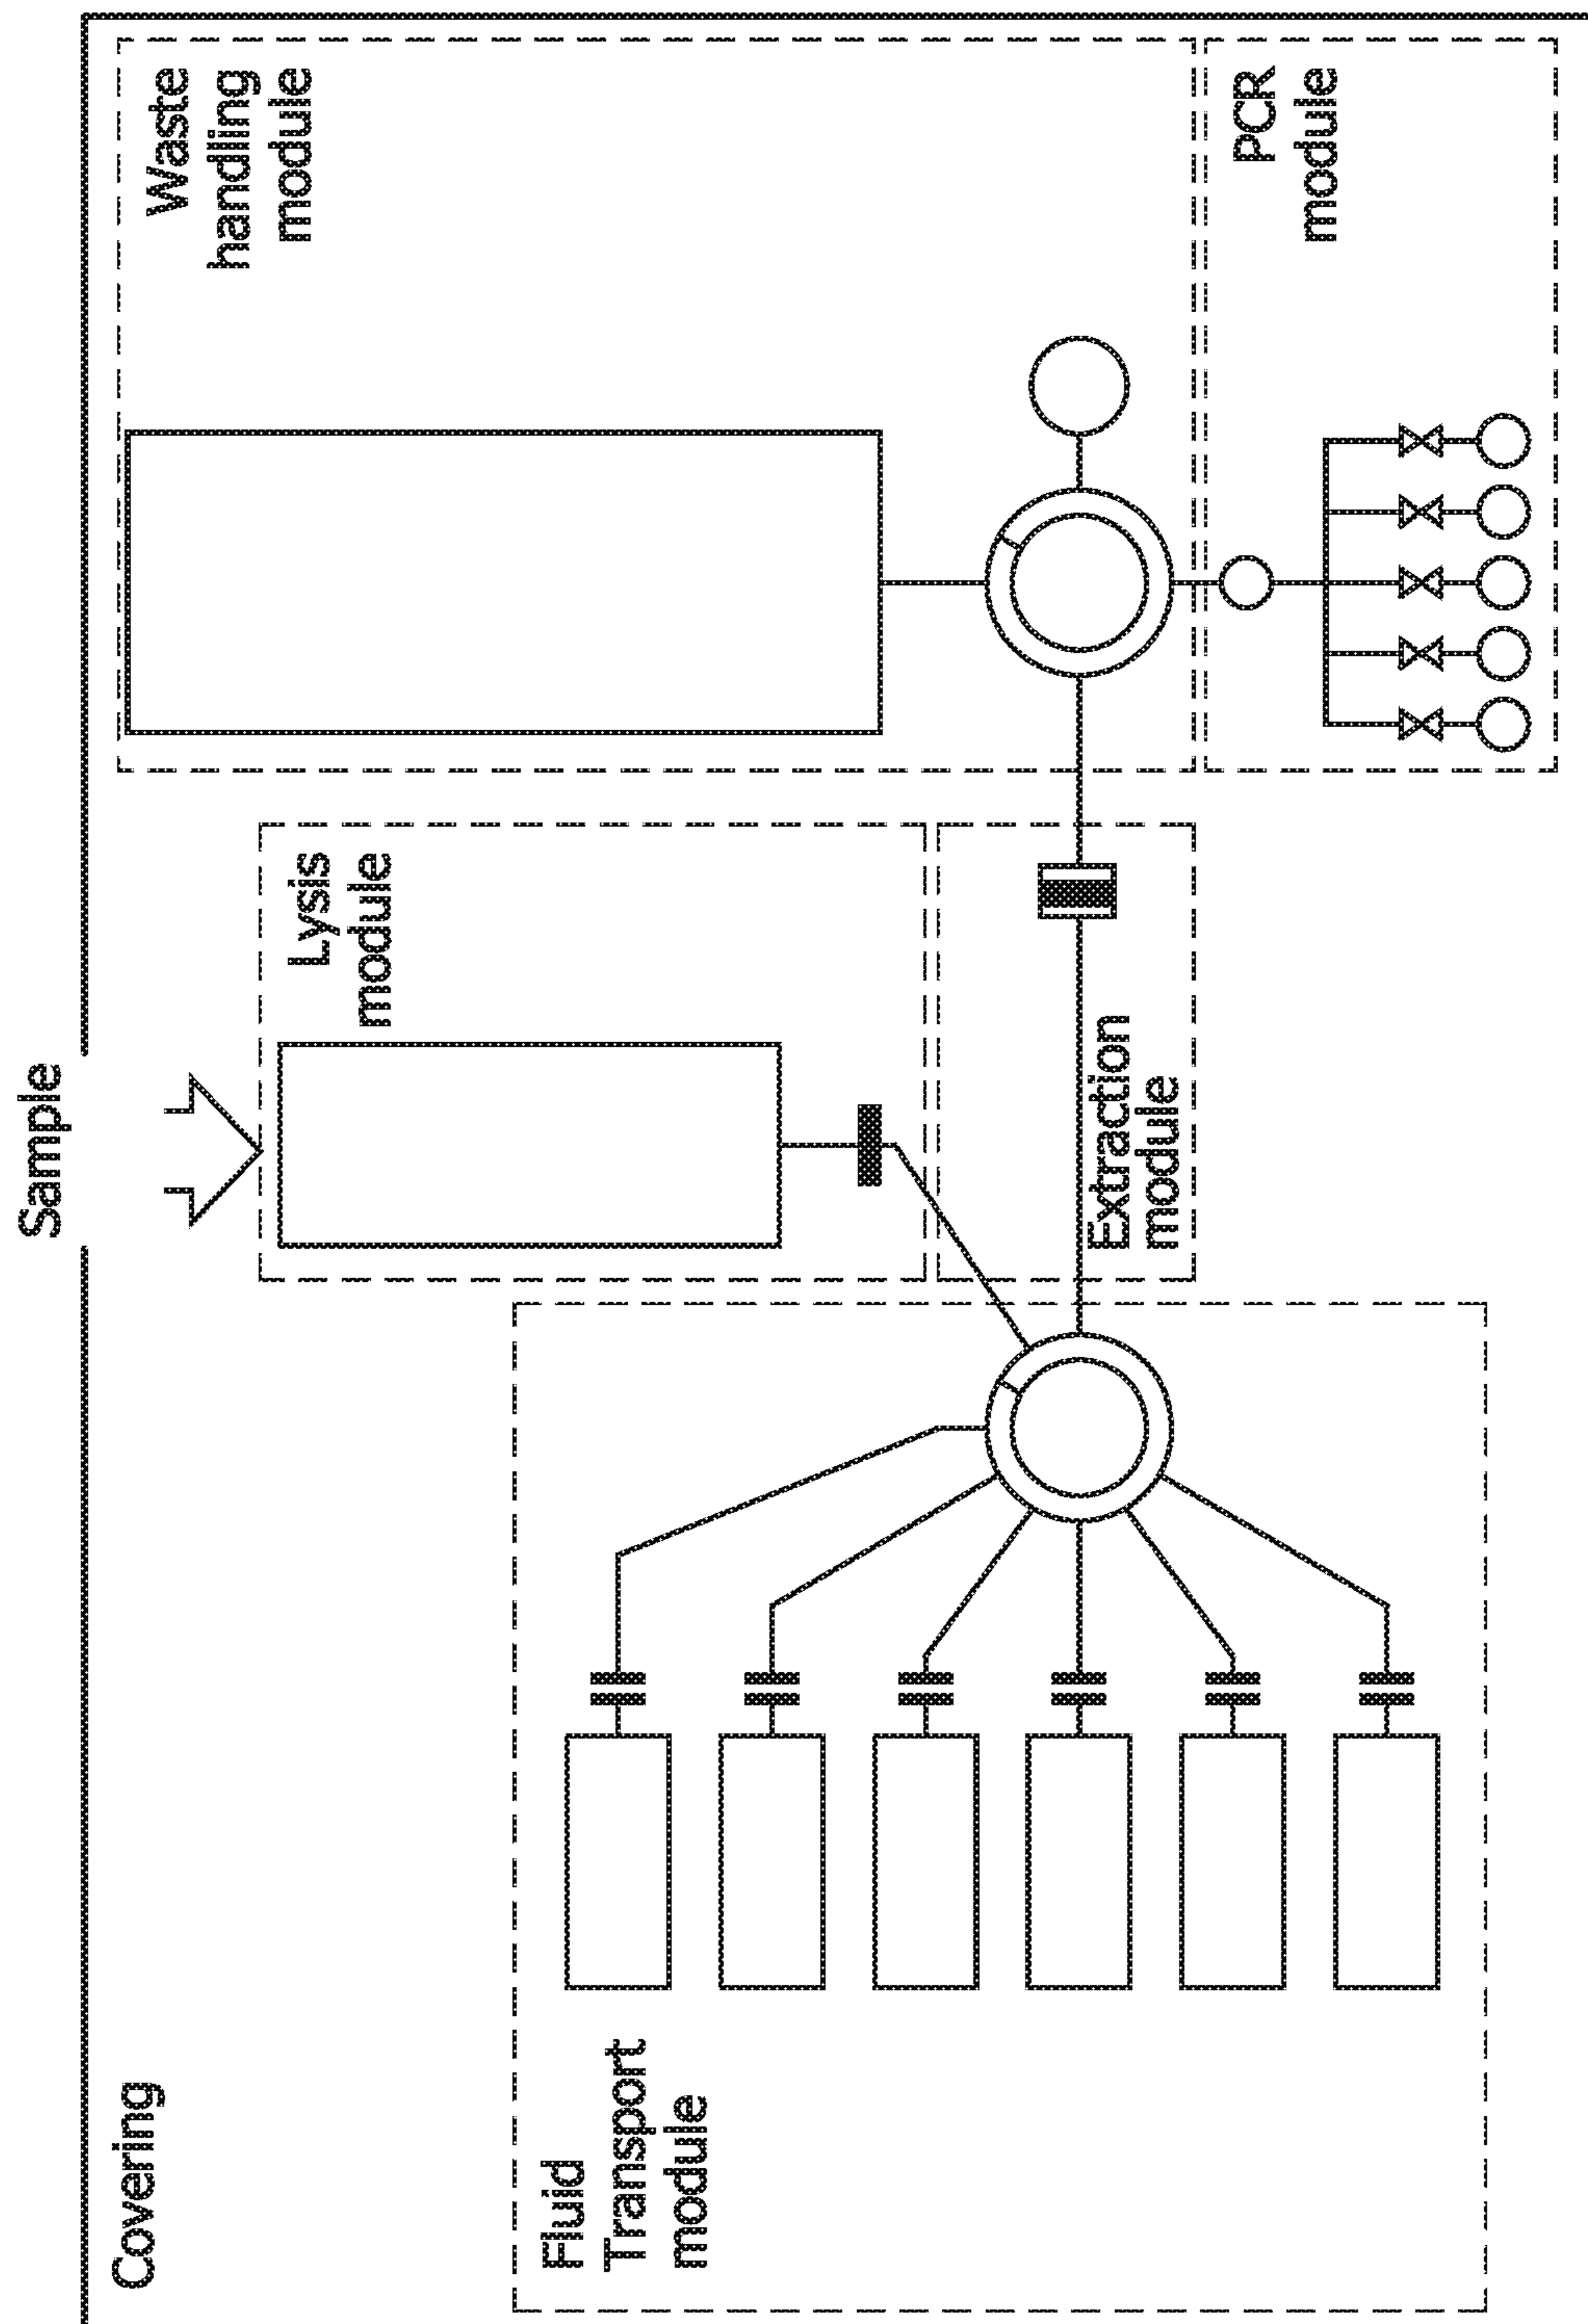 Sample
Covering
Fluid
Transport
module
Lysis
module
Extraction
module
Waste
handling
module
PCR
module